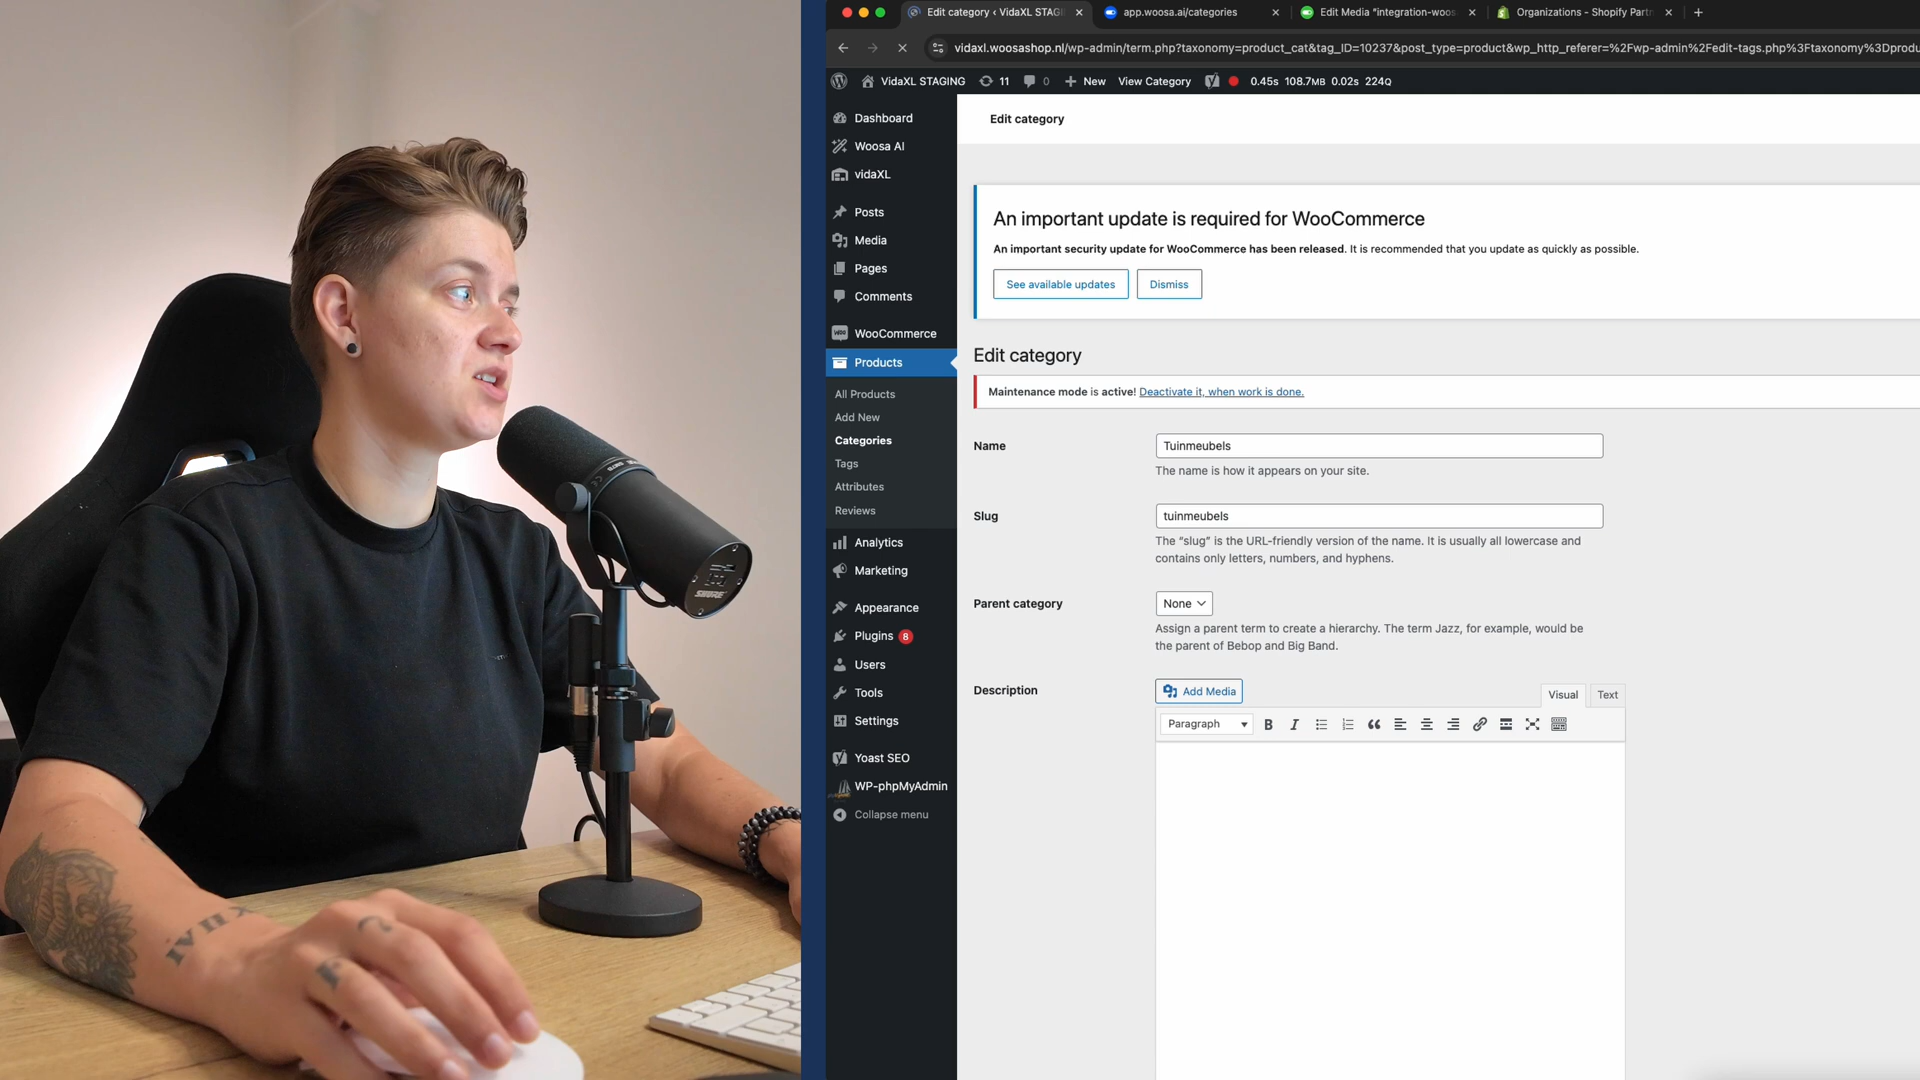 Edit category ‹ VidaXL STAGI
app.woosa.ai/categories
Edit Media "integration-woos
Organizations - Shopify Partn
vidaxl.woosashop.nl/wp-admin/term.php?taxonomy=product_cat&tag_ID=10237&post_type=product&wp_http_referer=%2Fwp-admin%2Fedit-tags.php%3Ftaxonomy%3Dprodu
VidaXL STAGING 11 0 New View Category 0.45s 108.7MB 0.02s 224Q
Dashboard
Woosa AI
vidaXL
Posts
Media
Pages
Comments
WooCommerce
Products
All Products
Add New
Categories
Tags
Attributes
Reviews
Analytics
Marketing
Appearance
Plugins 8
Users
Tools
Settings
Yoast SEO
WP-phpMyAdmin
Collapse menu
Edit category
An important update is required for WooCommerce
An important security update for WooCommerce has been released. It is recommended that you update as quickly as possible.
See available updates Dismiss
Edit category
Maintenance mode is active! Deactivate it, when work is done.
Name Tuinmeubels
The name is how it appears on your site.
Slug tuinmeubels
The “slug” is the URL-friendly version of the name. It is usually all lowercase and
contains only letters, numbers, and hyphens.
Parent category None
Assign a parent term to create a hierarchy. The term Jazz, for example, would be
the parent of Bebop and Big Band.
Description Add Media Visual Text
Paragraph B I
SHURE
IV VII X